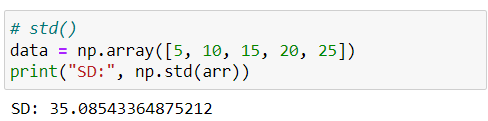 # std()
data = np.array([5, 10, 15, 20, 25])
print("SD:", np.std(arr))
SD: 35.08543364875212